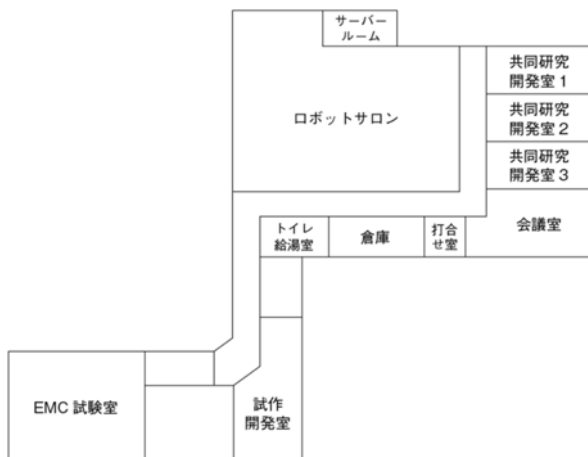 サーバー
ルーム
共同研究
開発室 1
ロボットサロン
共同研究
開発室 2
共同研究
開発室 3
トイレ
給湯室
倉庫
打合
せ室
会議室
EMC 試験室
試作
開発室